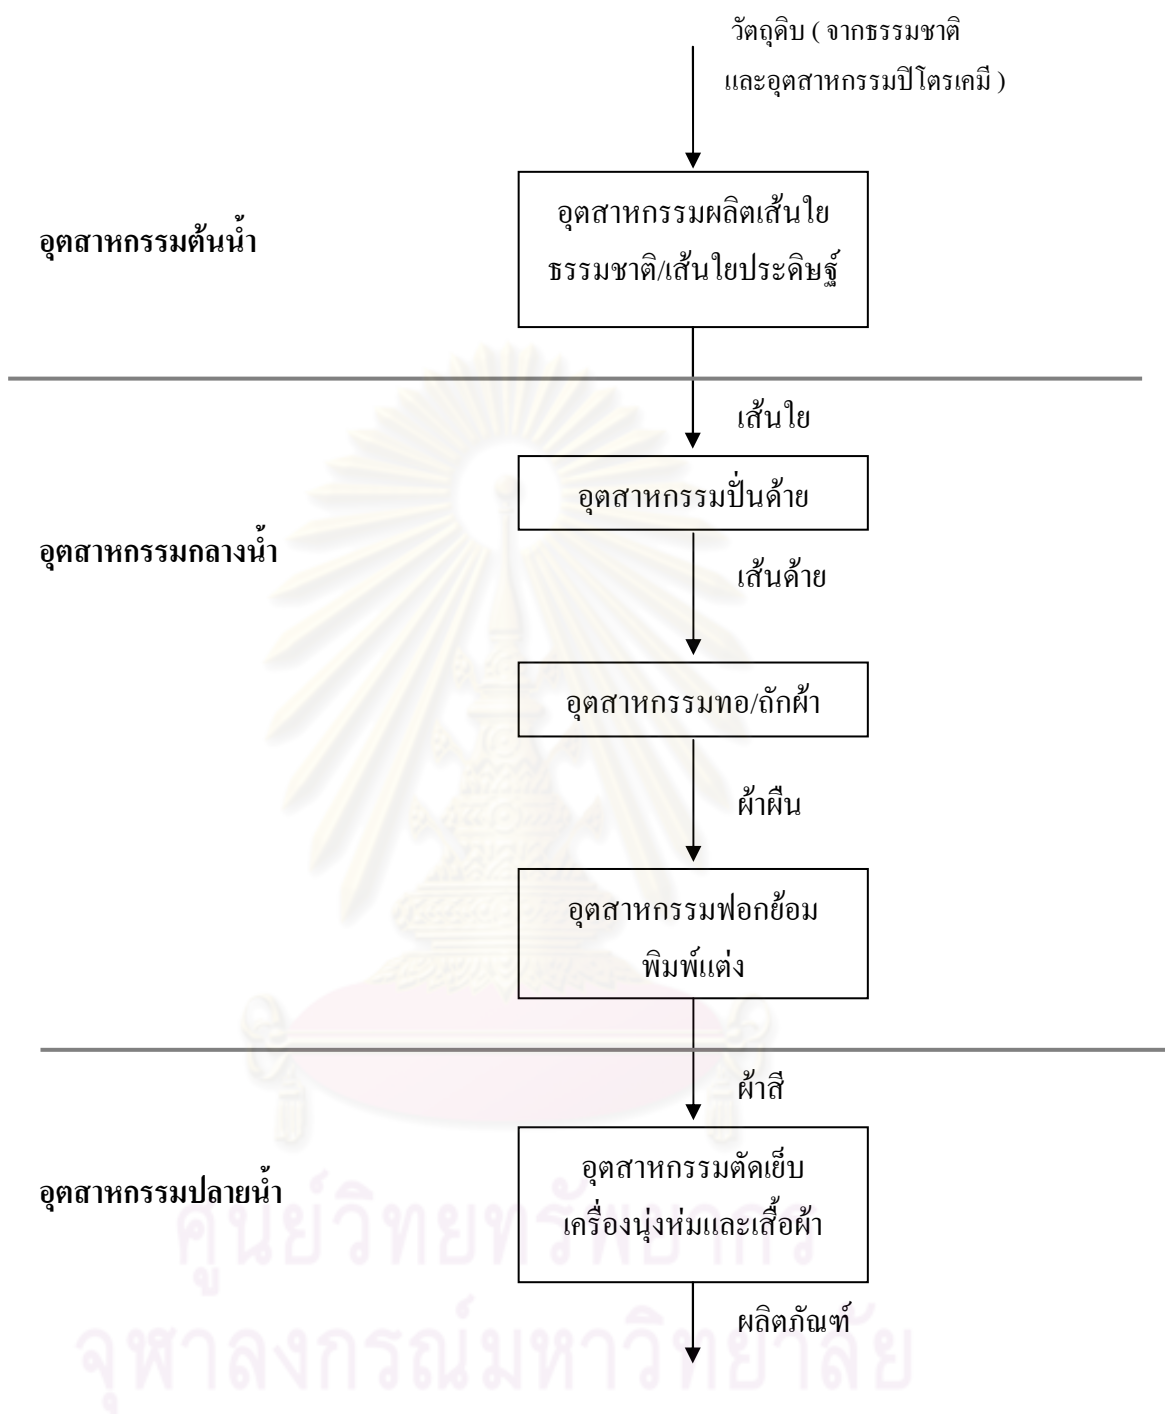 วัตถุดิบ ( จากธรรมชาติ
และอุตสาหกรรมปิโตรเคมี )
อุตสาหกรรมต้นน้ำ
อุตสาหกรรมผลิตเส้นใย
ธรรมชาติ/เส้นใยประดิษฐ์
เส้นใย
อุตสาหกรรมปั่นด้าย
อุตสาหกรรมกลางน้ำ
เส้นด้าย
อุตสาหกรรมทอ/ถักผ้า
ผ้าผืน
อุตสาหกรรมฟอกย้อม
พิมพ์แต่ง
ผ้าสี
อุตสาหกรรมปลายน้ำ
อุตสาหกรรมตัดเย็บ
เครื่องนุ่งห่มและเสื้อผ้า
ผลิตภัณฑ์
ศูนย์วิทยทรัพยากร
จุฬาลงกรณ์มหาวิทยาลัย